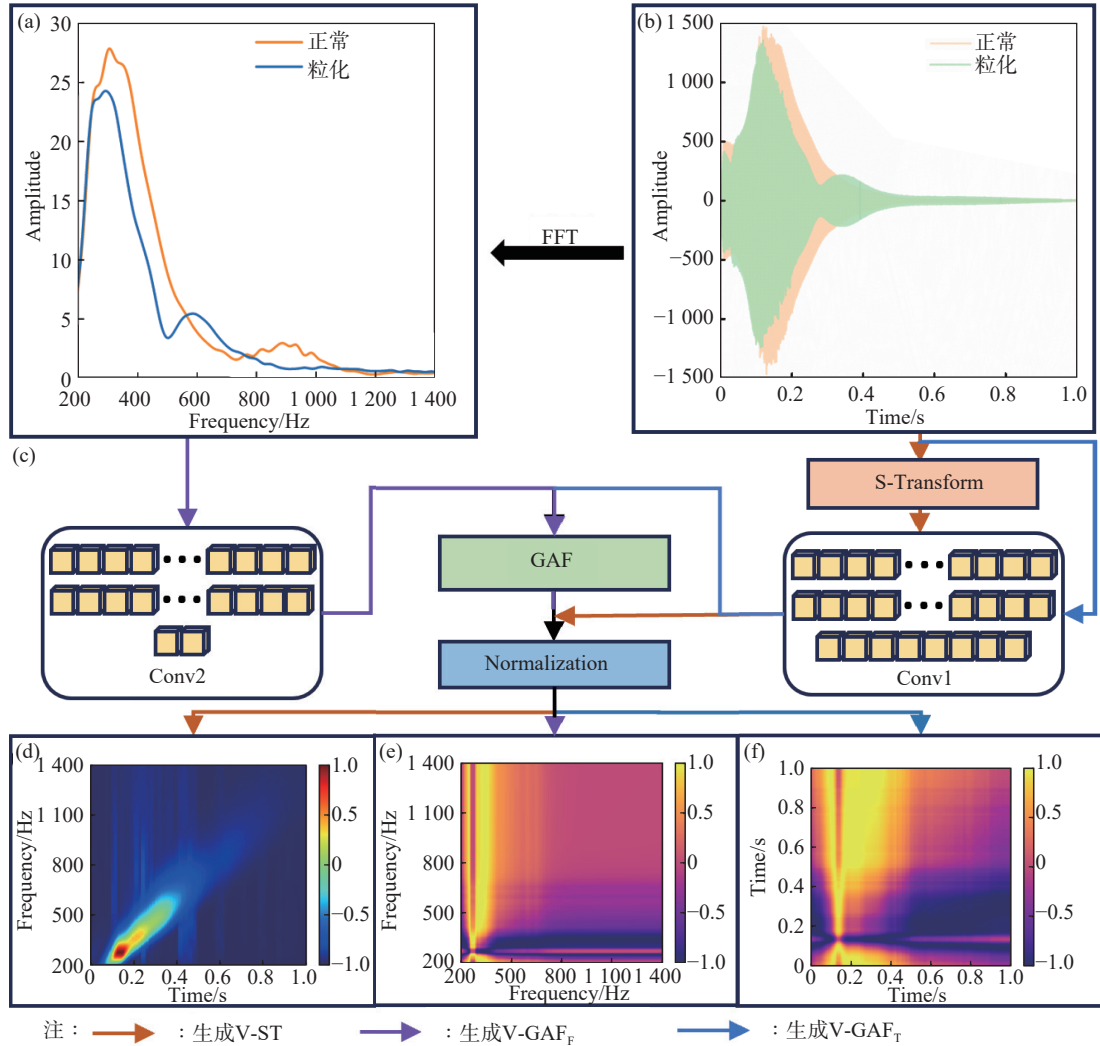 (a)
30
25
20
15
10
5
0
Amplitude
正常
粒化
200 400 600 800 1 000 1 200 1 400
Frequency/Hz
FFT
(b)
1 500
1 000
500
0
−500
−1 000
−1 500
Amplitude
正常
粒化
0 0.2 0.4 0.6 0.8 1.0
Time/s
(c)
S-Transform
GAF
Normalization
Conv2
Conv1
(d)
1 400
1 100
800
500
200
Frequency/Hz
0 0.2 0.4 0.6 0.8 1.0
Time/s
1.0
0.5
0
−0.5
−1.0
(e)
1 400
1 100
800
500
200
Frequency/Hz
200 500 800 1 100 1 400
Frequency/Hz
1.0
0.5
0
−0.5
−1.0
(f)
1.0
0.8
0.6
0.4
0.2
0
Time/s
0 0.2 0.4 0.6 0.8 1.0
Time/s
1.0
0.5
0
−0.5
−1.0
注： ：生成V-ST ：生成V-GAF_F ：生成V-GAF_T